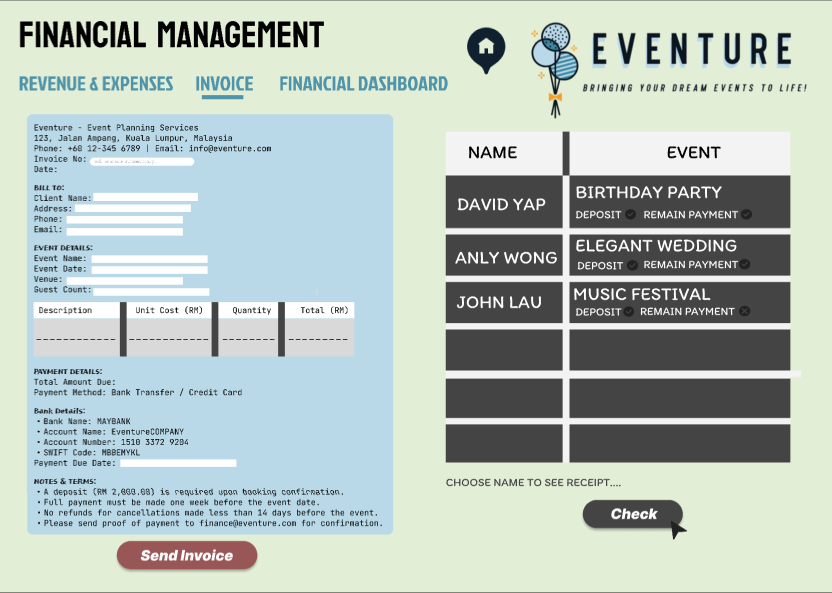 FINANCIAL MANAGEMENT
EVENTURE
BRINGING YOUR DREAM EVENTS TO LIFE!
REVENUE & EXPENSES INVOICE FINANCIAL DASHBOARD
Eventure - Event Planning Services
123, Jalan Ampang, Kuala Lumpur, Malaysia
Phone: +60 12-345 6789 | Email: info@eventure.com
Invoice No:
Date:
BILL TO:
Client Name:
Address:
Phone:
Email:
EVENT DETAILS:
Event Name:
Event Date:
Venue:
Guest Count:
Description Unit Cost (RM) Quantity Total (RM)
PAYMENT DETAILS:
Total Amount Due:
Payment Method: Bank Transfer / Credit Card
Bank Details:
• Bank Name: MAYBANK
• Account Name: EventureCOMPANY
• Account Number: 1510 3372 9204
• SWIFT Code: MBBEMYKL
Payment Due Date:
NOTES & TERMS:
• A deposit (RM 2,000.00) is required upon booking confirmation.
• Full payment must be made one week before the event date.
• No refunds for cancellations made less than 14 days before the event.
• Please send proof of payment to finance@eventure.com for confirmation.
Send Invoice
NAME EVENT
DAVID YAP BIRTHDAY PARTY
DEPOSIT REMAIN PAYMENT
ANLY WONG ELEGANT WEDDING
DEPOSIT REMAIN PAYMENT
JOHN LAU MUSIC FESTIVAL
DEPOSIT REMAIN PAYMENT
CHOOSE NAME TO SEE RECEIPT....
Check